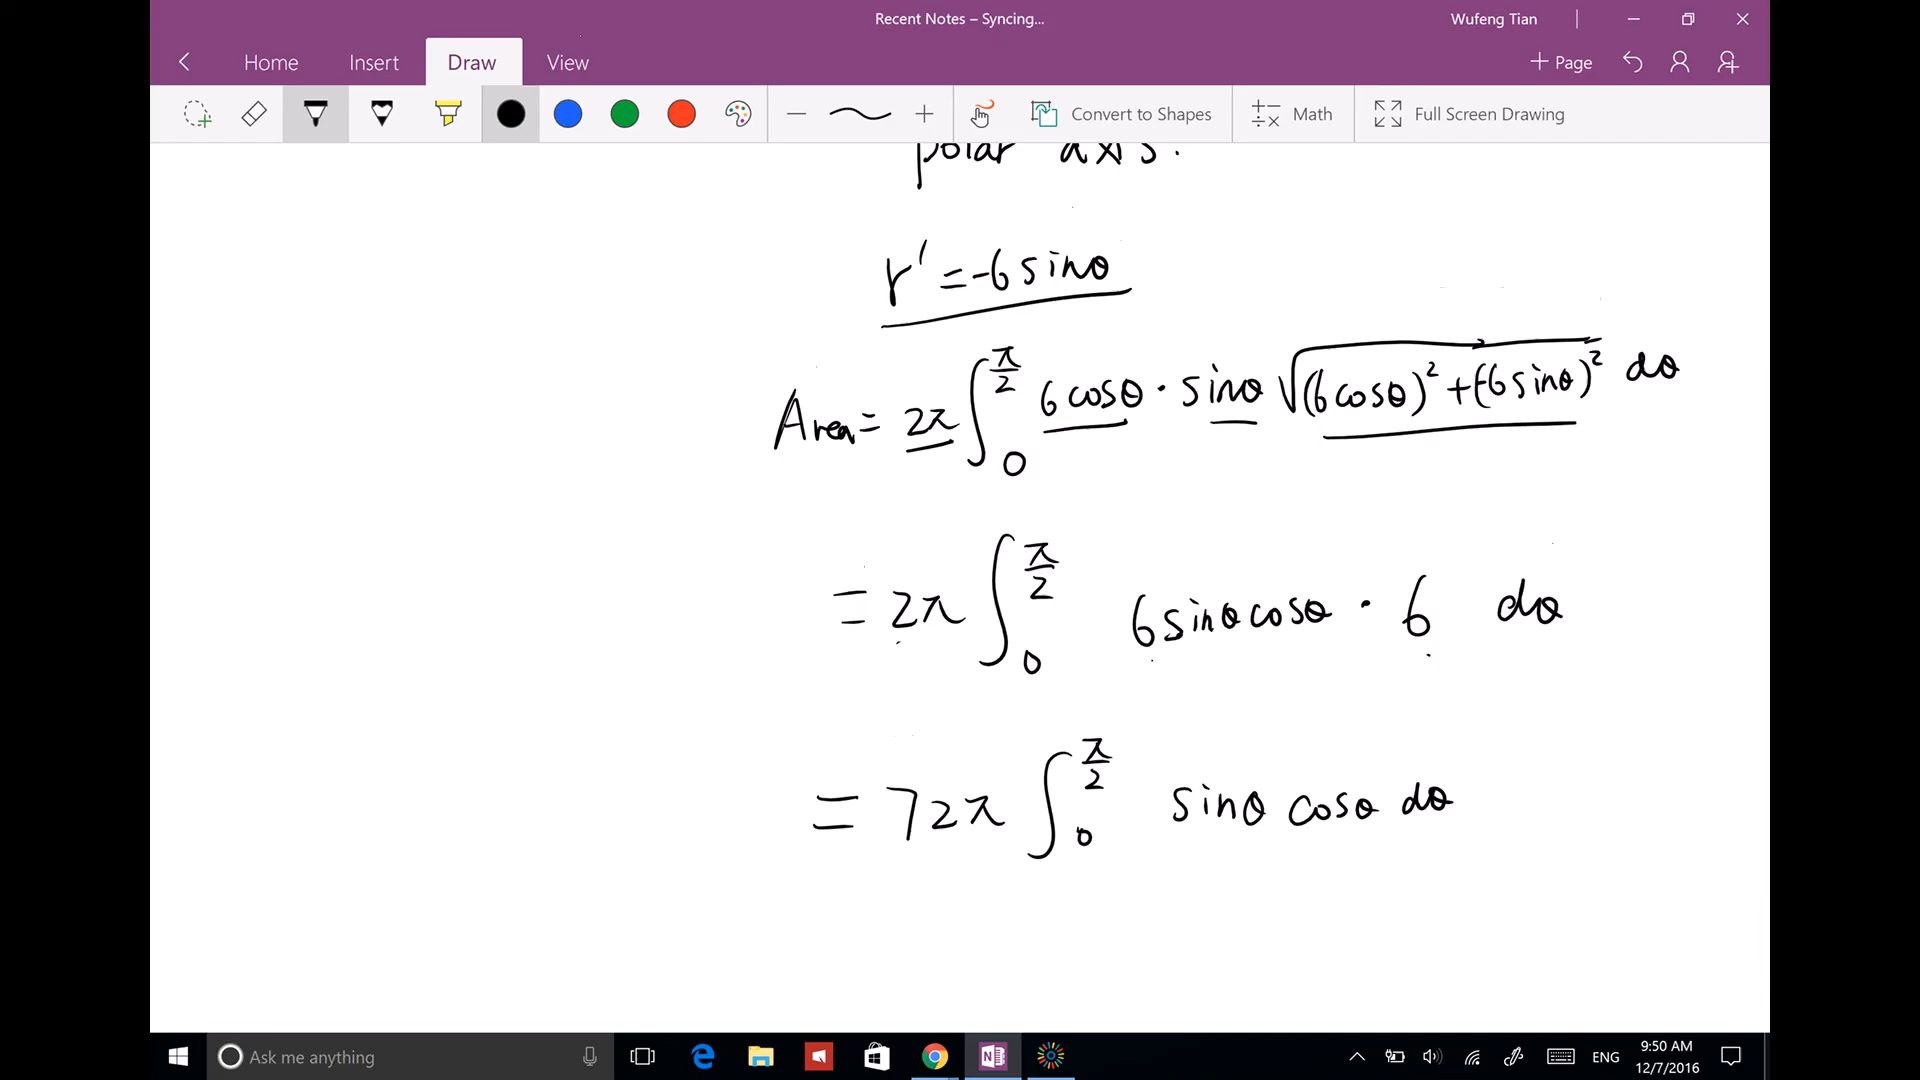 Recent Notes – Syncing...
Wufeng Tian
Home
Insert
Draw
View
+ Page
Convert to Shapes
Math
Full Screen Drawing
polar axis.
r' = -6 sinθ
Area = 2π ∫₀^(π/2) 6cosθ · sinθ √((6cosθ)² + (-6sinθ)²) dθ
= 2π ∫₀^(π/2) 6sinθcosθ · 6 dθ
= 72π ∫₀^(π/2) sinθ cosθ dθ
Ask me anything
ENG
9:50 AM
12/7/2016